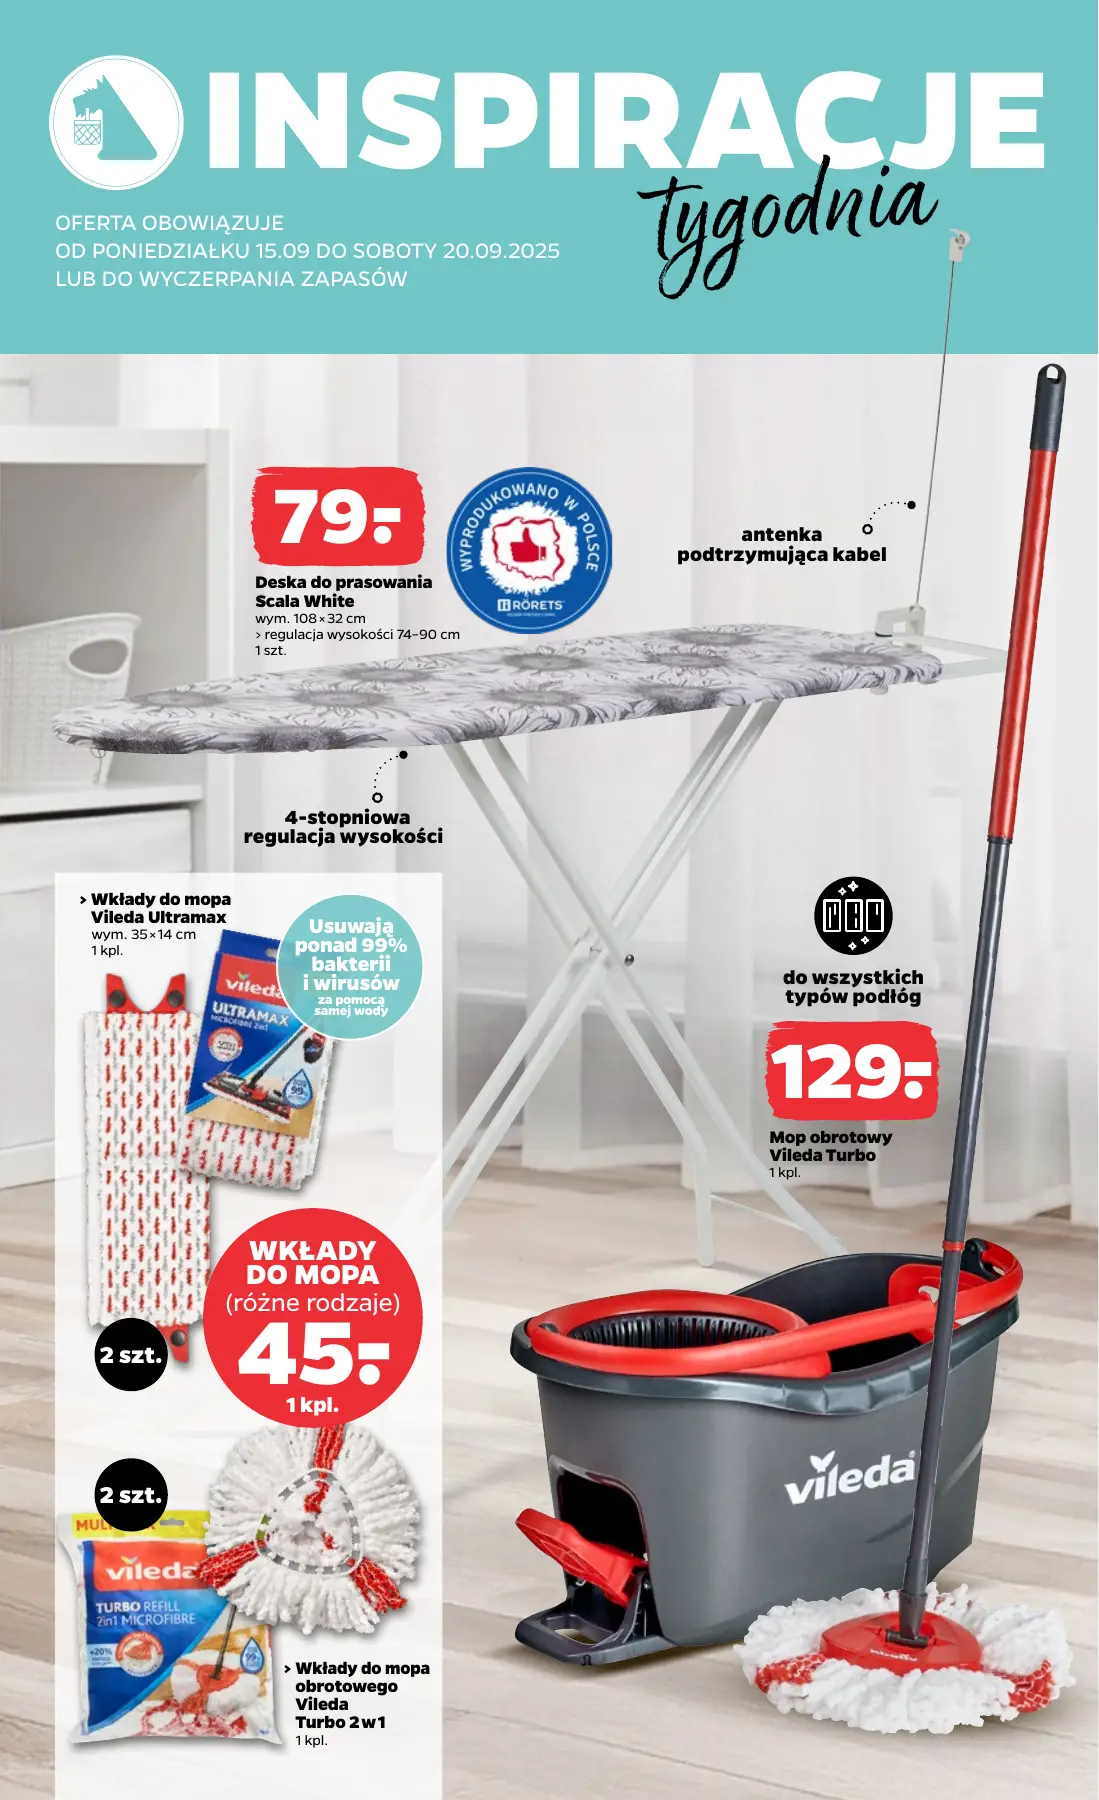 INSPIRACJE
tygodnia
OFERTA OBOWIĄZUJE
OD PONIEDZIAŁKU 15.09 DO SOBOTY 20.09.2025
LUB DO WYCZERPANIA ZAPASÓW
79.-
Deska do prasowania
Scala White
wym. 108×32 cm
> regulacja wysokości 74–90 cm
1 szt.
WYPRODUKOWANO W POLSCE
RÖRETS
antenka
podtrzymująca kabel
4-stopniowa
regulacja wysokości
> Wkłady do mopa
Vileda Ultramax
wym. 35×14 cm
1 kpl.
Usuwają
ponad 99%
bakterii
i wirusów
za pomocą
samej wody
vileda
ULTRAMAX
MICROFIBRE 2in1
do wszystkich
typów podłóg
129.-
Mop obrotowy
Vileda Turbo
1 kpl.
WKŁADY
DO MOPA
(różne rodzaje)
45.-
1 kpl.
2 szt.
2 szt.
vileda
TURBO REFILL
2in1 MICROFIBRE
+20%
> Wkłady do mopa
obrotowego
Vileda
Turbo 2w1
1 kpl.
vileda